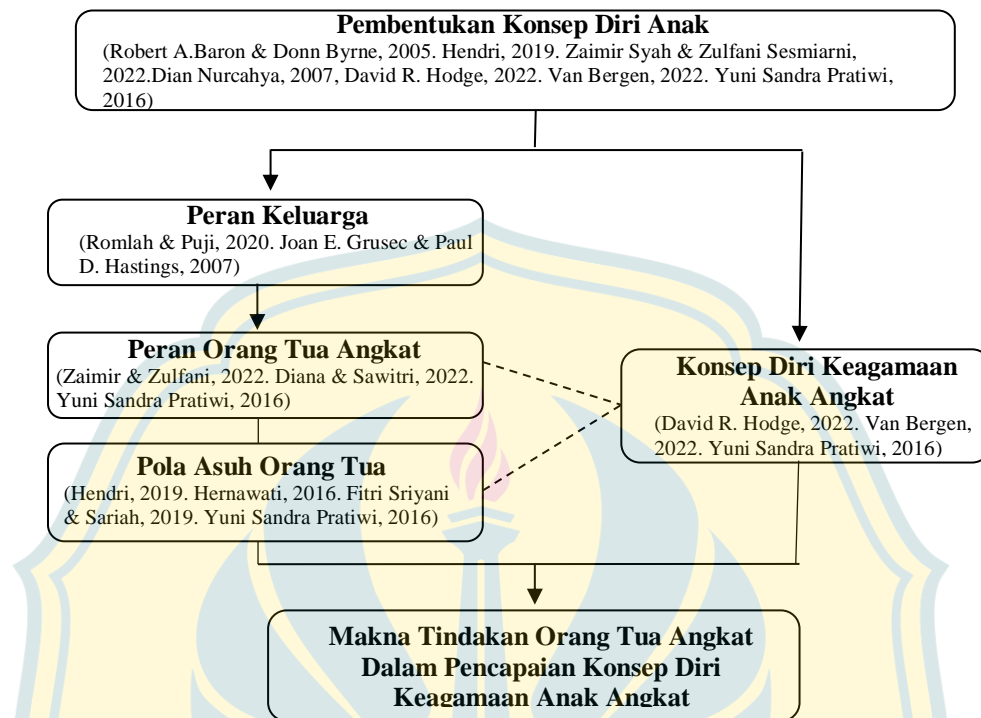 Pembentukan Konsep Diri Anak
(Robert A.Baron & Donn Byrne, 2005. Hendri, 2019. Zaimir Syah & Zulfani Sesmiarni,
2022.Dian Nurcahya, 2007, David R. Hodge, 2022. Van Bergen, 2022. Yuni Sandra Pratiwi,
2016)
Peran Keluarga
(Romlah & Puji, 2020. Joan E. Grusec & Paul
D. Hastings, 2007)
Peran Orang Tua Angkat
(Zaimir & Zulfani, 2022. Diana & Sawitri, 2022.
Yuni Sandra Pratiwi, 2016)
Konsep Diri Keagamaan
Anak Angkat
(David R. Hodge, 2022. Van Bergen,
2022. Yuni Sandra Pratiwi, 2016)
Pola Asuh Orang Tua
(Hendri, 2019. Hernawati, 2016. Fitri Sriyani
& Sariah, 2019. Yuni Sandra Pratiwi, 2016)
Makna Tindakan Orang Tua Angkat
Dalam Pencapaian Konsep Diri
Keagamaan Anak Angkat